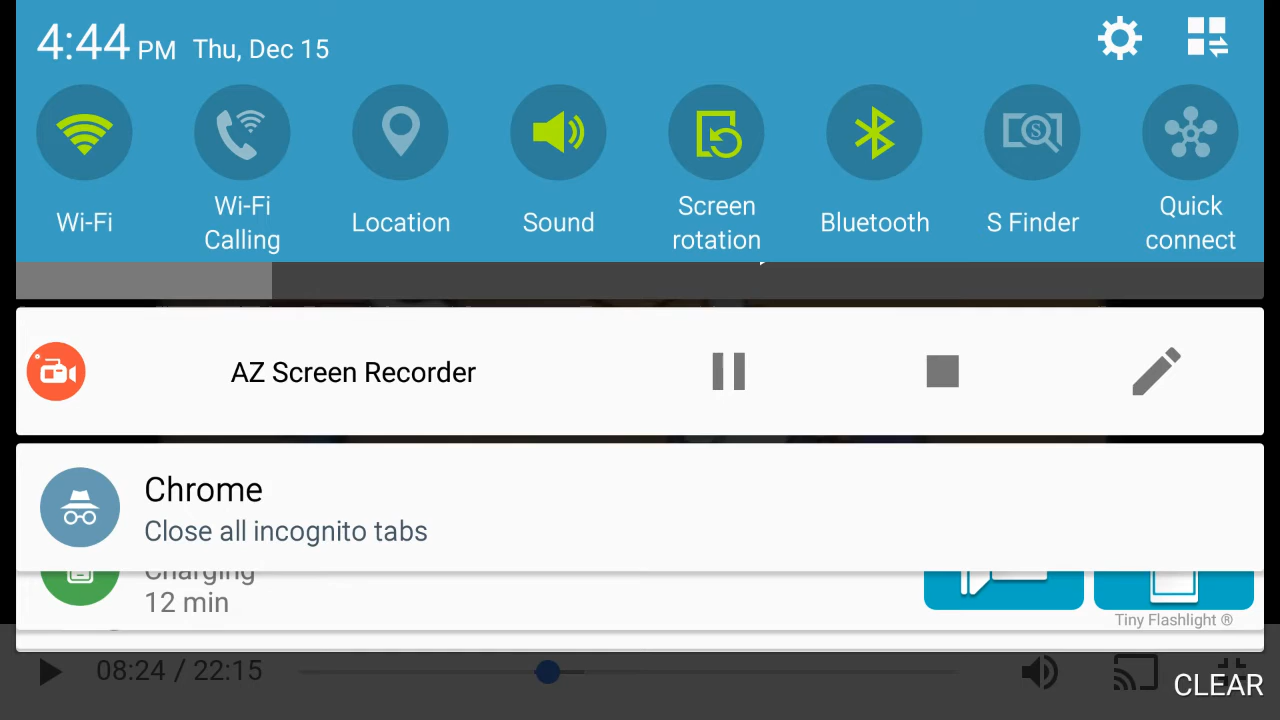 4:44 PM Thu, Dec 15
Wi-Fi
Wi-Fi
Calling
Location
Sound
Screen
rotation
Bluetooth
S Finder
Quick
connect
AZ Screen Recorder
Chrome
Close all incognito tabs
Charging
12 min
Tiny Flashlight ®
08:24 / 22:15
CLEAR